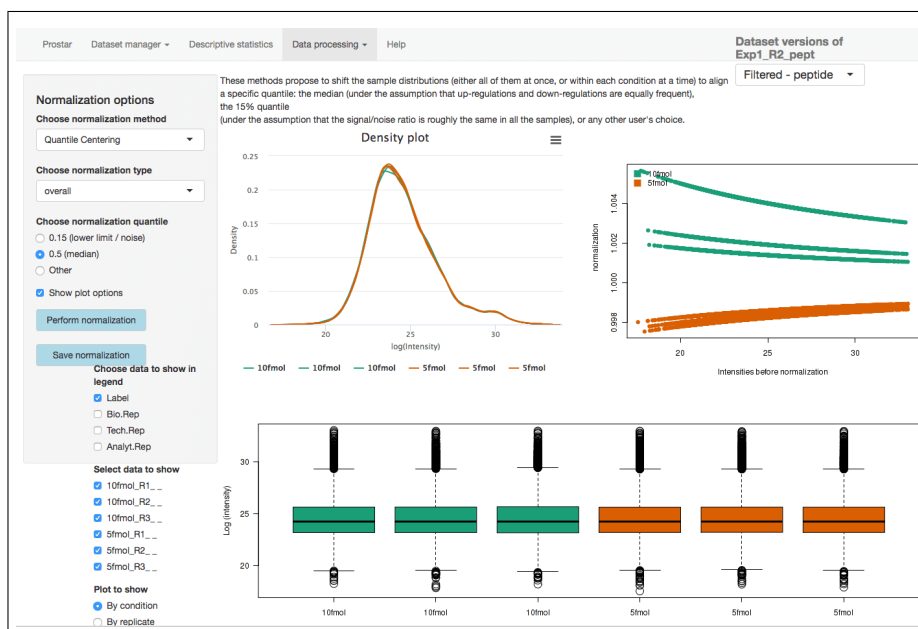 Prostar Dataset manager Descriptive statistics Data processing Help
Dataset versions of
Exp1_R2_pept
Filtered - peptide
These methods propose to shift the sample distributions (either all of them at once, or within each condition at a time) to align
a specific quantile: the median (under the assumption that up-regulations and down-regulations are equally frequent),
the 15% quantile
(under the assumption that the signal/noise ratio is roughly the same in all the samples), or any other user's choice.
Normalization options
Choose normalization method
Quantile Centering
Choose normalization type
overall
Choose normalization quantile
0.15 (lower limit / noise)
0.5 (median)
Other
Show plot options
Perform normalization
Save normalization
Choose data to show in
legend
Label
Bio.Rep
Tech.Rep
Analyt.Rep
Select data to show
10fmol_R1_ _
10fmol_R2_ _
10fmol_R3_ _
5fmol_R1_ _
5fmol_R2_ _
5fmol_R3_ _
Plot to show
By condition
By replicate
Density plot
0.25
0.2
0.15
0.1
0.05
0
Density
20 25 30
log(intensity)
10fmol 10fmol 10fmol 5fmol 5fmol 5fmol
10fmol
5fmol
1.004
1.002
1.000
0.998
normalization
20 25 30
Intensities before normalization
30
25
20
Log (intensity)
10fmol 10fmol 10fmol 5fmol 5fmol 5fmol